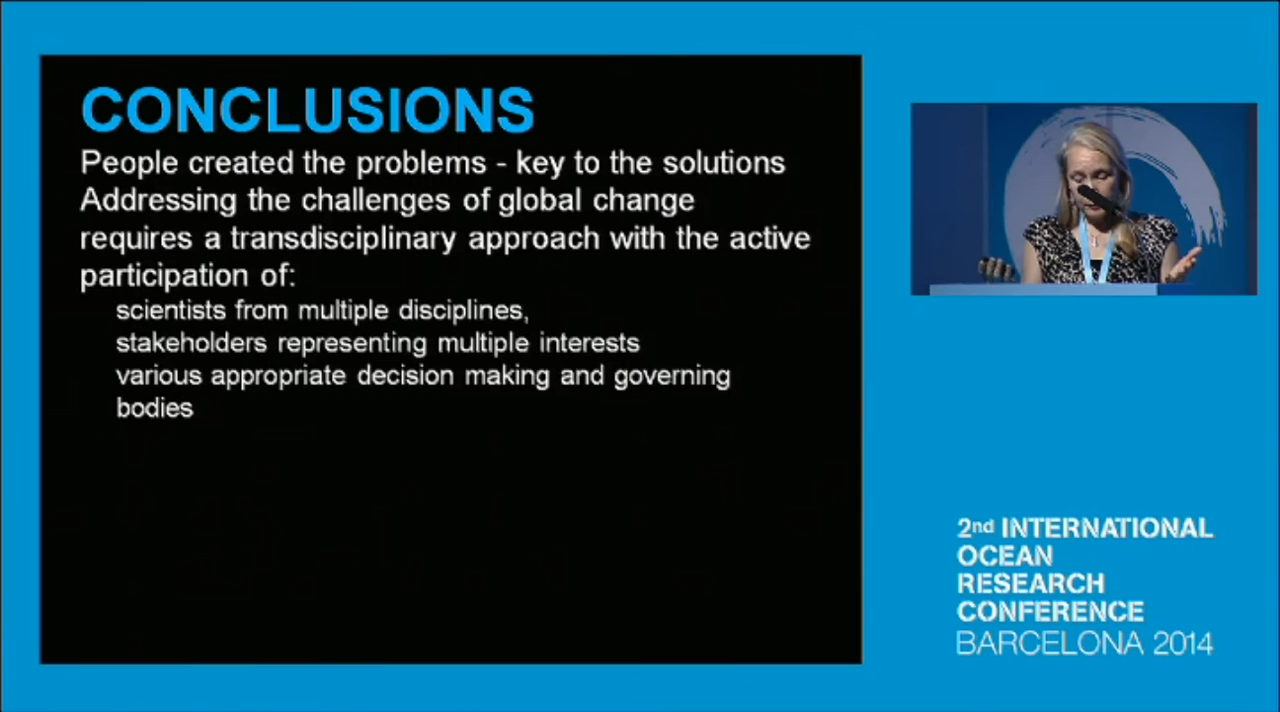 CONCLUSIONS
People created the problems - key to the solutions
Addressing the challenges of global change
requires a transdisciplinary approach with the active
participation of:
scientists from multiple disciplines,
stakeholders representing multiple interests
various appropriate decision making and governing
bodies
2nd INTERNATIONAL
OCEAN
RESEARCH
CONFERENCE
BARCELONA 2014